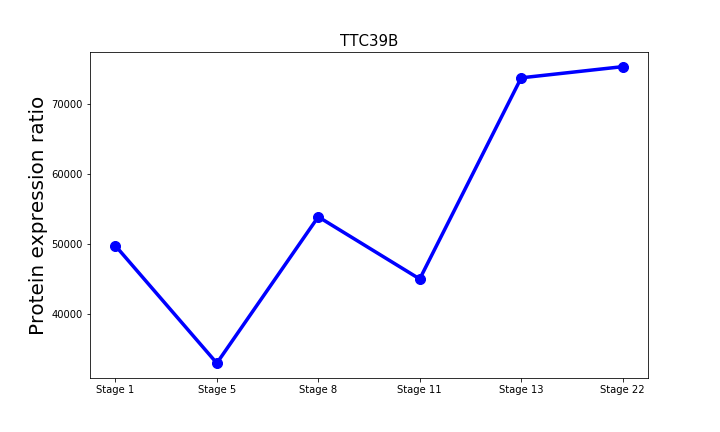 TTC39B
Protein expression ratio
70000
60000
50000
40000
Stage 1
Stage 5
Stage 8
Stage 11
Stage 13
Stage 22